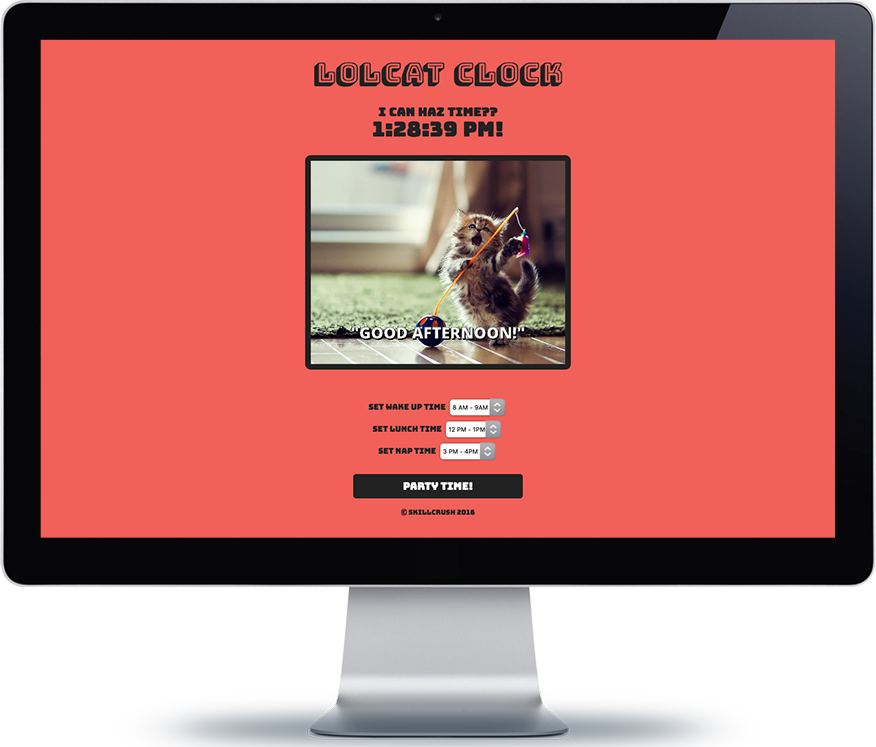 LOLCAT CLOCK
I CAN HAZ TIME??
1:28:39 PM!
"GOOD AFTERNOON!"
SET WAKE UP TIME 8 AM - 9AM
SET LUNCH TIME 12 PM - 1PM
SET NAP TIME 3 PM - 4PM
PARTY TIME!
© SKILLCRUSH 2016